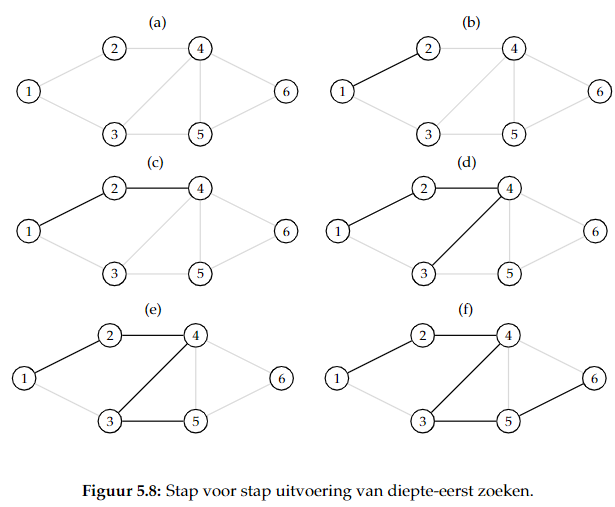 (a) (b)
2 4 2 4
1 6 1 6
3 5 3 5
(c) (d)
2 4 2 4
1 6 1 6
3 5 3 5
(e) (f)
2 4 2 4
1 6 1 6
3 5 3 5
Figuur 5.8: Stap voor stap uitvoering van diepte-eerst zoeken.